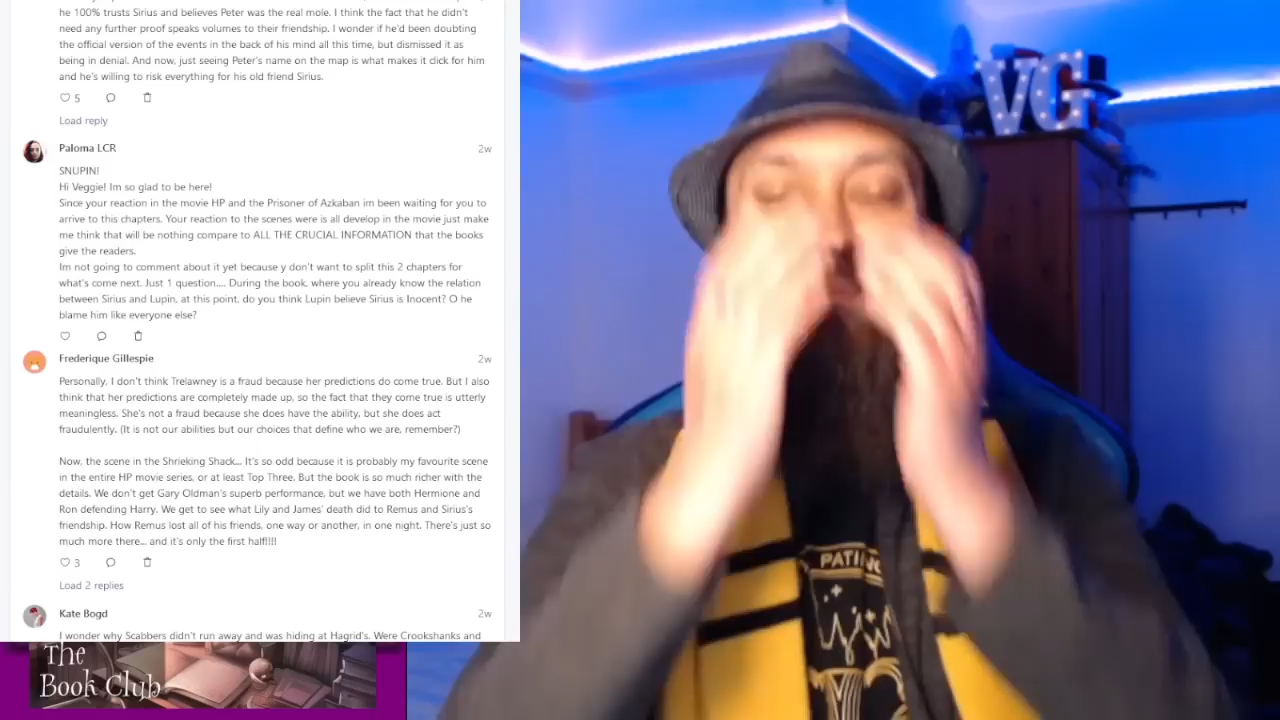 he 100% trusts Sirius and believes Peter was the real mole. I think the fact that he didn't
need any further proof speaks volumes to their friendship. I wonder if he'd been doubting
the official version of the events in the back of his mind all this time, but dismissed it as
being in denial. And now, just seeing Peter's name on the map is what makes it click for him
and he's willing to risk everything for his old friend Sirius.
5
Load reply
Paloma LCR
2w
SNUPIN!
Hi Veggie! Im so glad to be here!
Since your reaction in the movie HP and the Prisoner of Azkaban im been waiting for you to
arrive to this chapters. Your reaction to the scenes were is all develop in the movie just make
me think that will be nothing compare to ALL THE CRUCIAL INFORMATION that the books
give the readers.
Im not going to comment about it yet because y don't want to split this 2 chapters for
what's come next. Just 1 question.... During the book, where you already know the relation
between Sirius and Lupin, at this point, do you think Lupin believe Sirius is Inocent? O he
blame him like everyone else?
Frederique Gillespie
2w
Personally, I don't think Trelawney is a fraud because her predictions do come true. But I also
think that her predictions are completely made up, so the fact that they come true is utterly
meaningless. She's not a fraud because she does have the ability, but she does act
fraudulently. (It is not our abilities but our choices that define who we are, remember?)
Now, the scene in the Shrieking Shack... It's so odd because it is probably my favourite scene
in the entire HP movie series, or at least Top Three. But the book is so much richer with the
details. We don't get Gary Oldman's superb performance, but we have both Hermione and
Ron defending Harry. We get to see what Lily and James' death did to Remus and Sirius's
friendship. How Remus lost all of his friends, one way or another, in one night. There's just so
much more there... and it's only the first half!!!!
3
Load 2 replies
Kate Bogd
2w
I wonder why Scabbers didn't run away and was hiding at Hagrid's. Were Crookshanks and
The
Book Club
VG